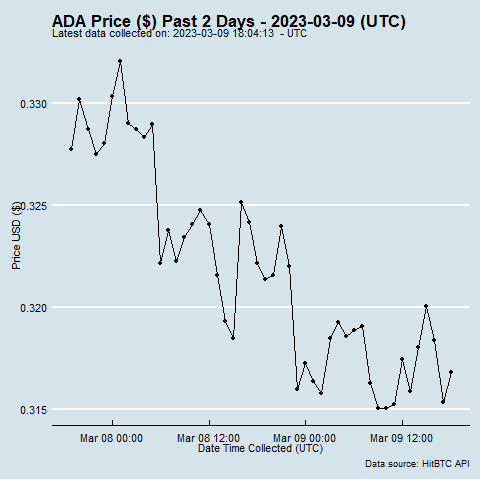 ADA Price ($) Past 2 Days - 2023-03-09 (UTC)
Latest data collected on: 2023-03-09 18:04:13  - UTC
0.330
0.325
0.320
0.315
Price USD ($)
Mar 08 00:00
Mar 08 12:00
Mar 09 00:00
Mar 09 12:00
Date Time Collected (UTC)
Data source: HitBTC API